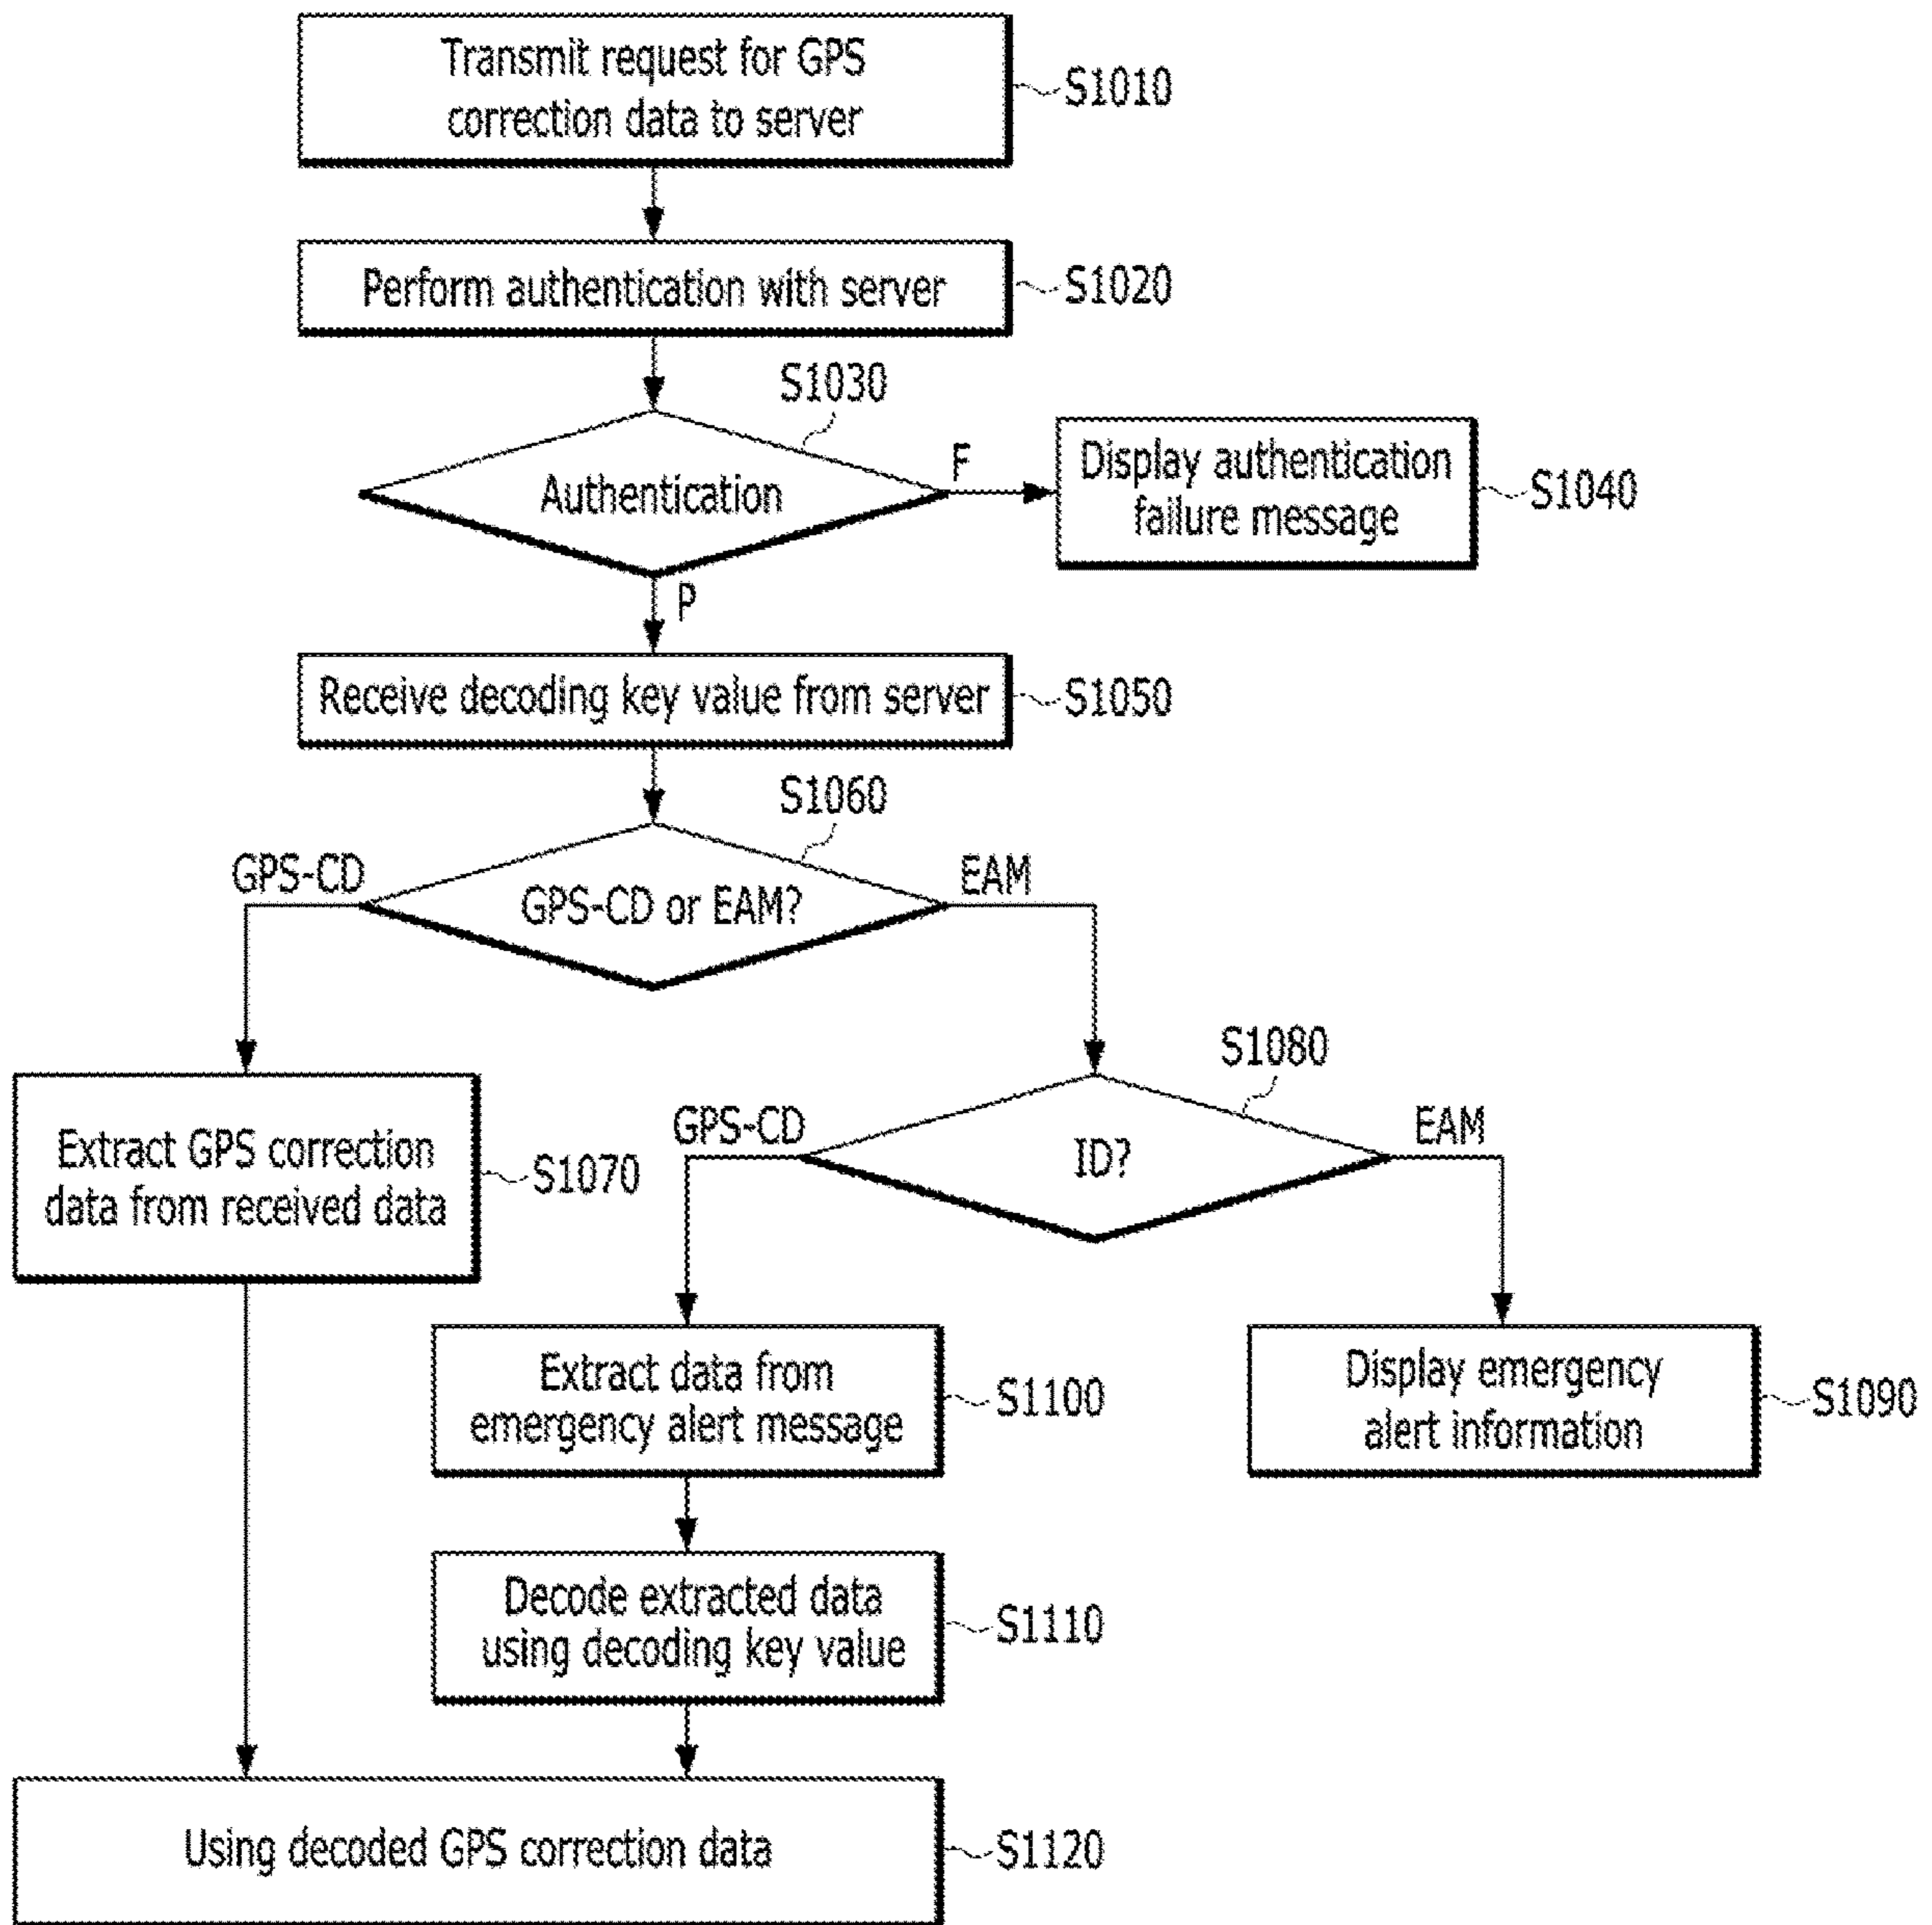 Transmit request for GPS
correction data to server
S1010
Perform authentication with server
S1020
S1030
Authentication
F
Display authentication
failure message
S1040
P
Receive decoding key value from server
S1050
S1060
GPS-CD
GPS-CD or EAM?
EAM
S1080
Extract GPS correction
data from received data
S1070
GPS-CD
ID?
EAM
Extract data from
emergency alert message
S1100
Display emergency
alert information
S1090
Decode extracted data
using decoding key value
S1110
Using decoded GPS correction data
S1120